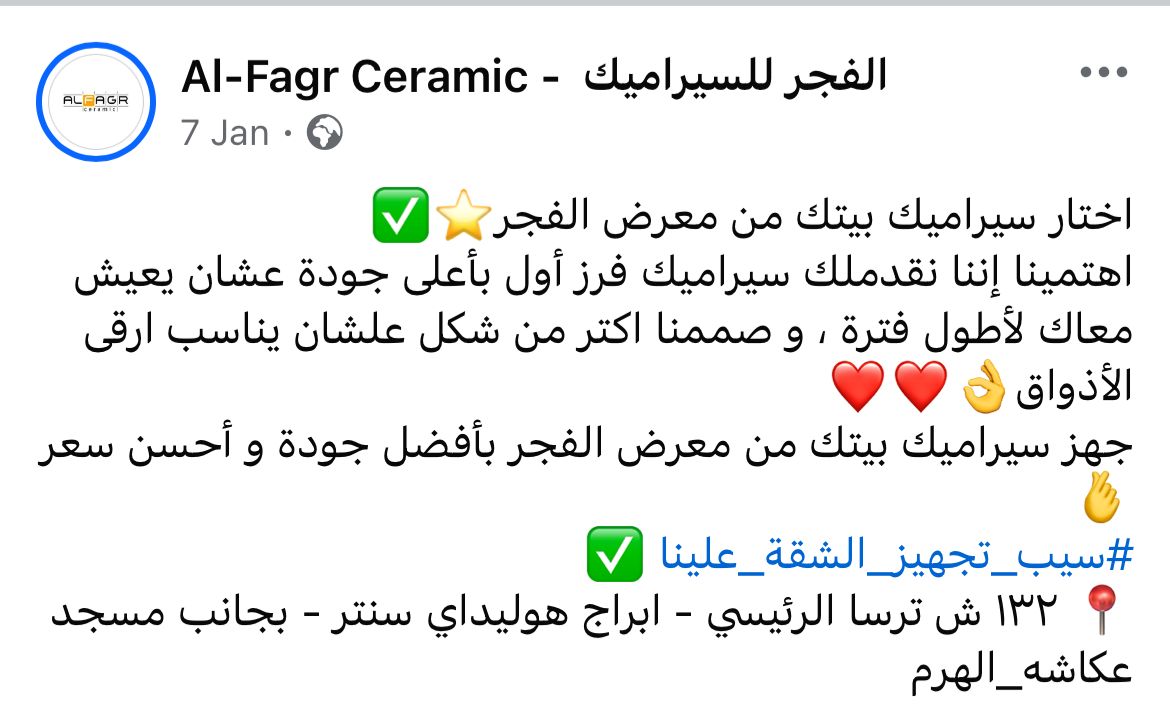 Al-Fagr Ceramic - الفجر للسيراميك
ALFAGR
ceramic
7 Jan ·
اختار سيراميك بيتك من معرض الفجر⭐✅
اهتمينا إننا نقدملك سيراميك فرز أول بأعلى جودة عشان يعيش
معاك لأطول فترة ، و صممنا اكتر من شكل علشان يناسب ارقى
الأذواق👌❤️❤️
جهز سيراميك بيتك من معرض الفجر بأفضل جودة و أحسن سعر
🫰
#سيب_تجهيز_الشقة_علينا ✅
📍 ١٣٢ ش ترسا الرئيسي - ابراج هوليداي سنتر - بجانب مسجد
عكاشه_الهرم